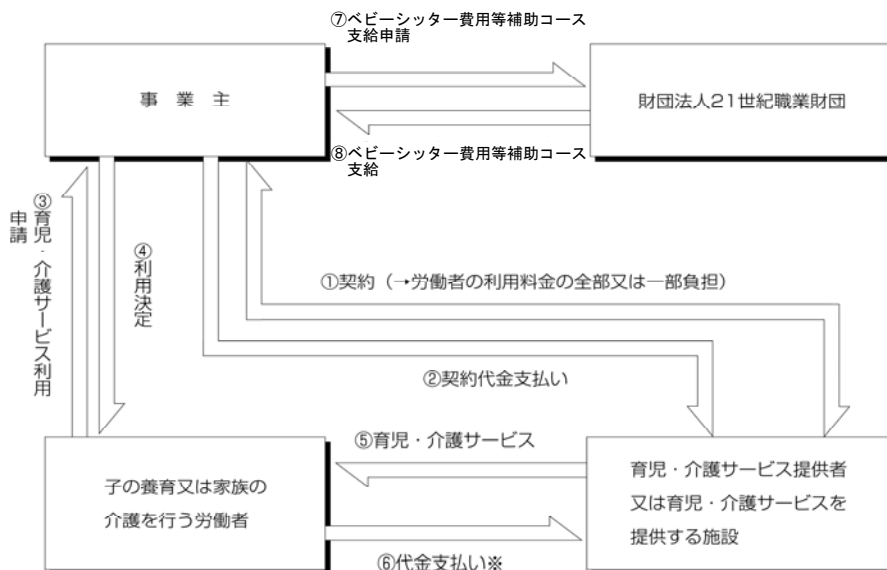 ⑦ベビーシッター費用等補助コース
支給申請
事　業　主
財団法人21世紀職業財団
⑧ベビーシッター費用等補助コース
支給
③育児・介護サービス利用
申請
④利用決定
①契約（→労働者の利用料金の全部又は一部負担）
②契約代金支払い
⑤育児・介護サービス
子の養育又は家族の
介護を行う労働者
育児・介護サービス提供者
又は育児・介護サービスを
提供する施設
⑥代金支払い※